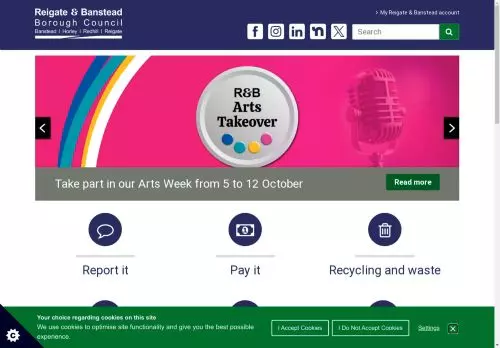 Reigate & Banstead
Borough Council
Banstead | Horley | Redhill | Reigate
> My Reigate & Banstead account
Search
R&B
Arts
Takeover
Take part in our Arts Week from 5 to 12 October
Read more
Report it
Pay it
Recycling and waste
Your choice regarding cookies on this site
We use cookies to optimise site functionality and give you the best possible
experience.
I Accept Cookies
I Do Not Accept Cookies
Settings